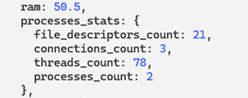 ram: 50.5,
processes_stats: {
file_descriptors_count: 21,
connections_count: 3,
threads_count: 78,
processes_count: 2
},